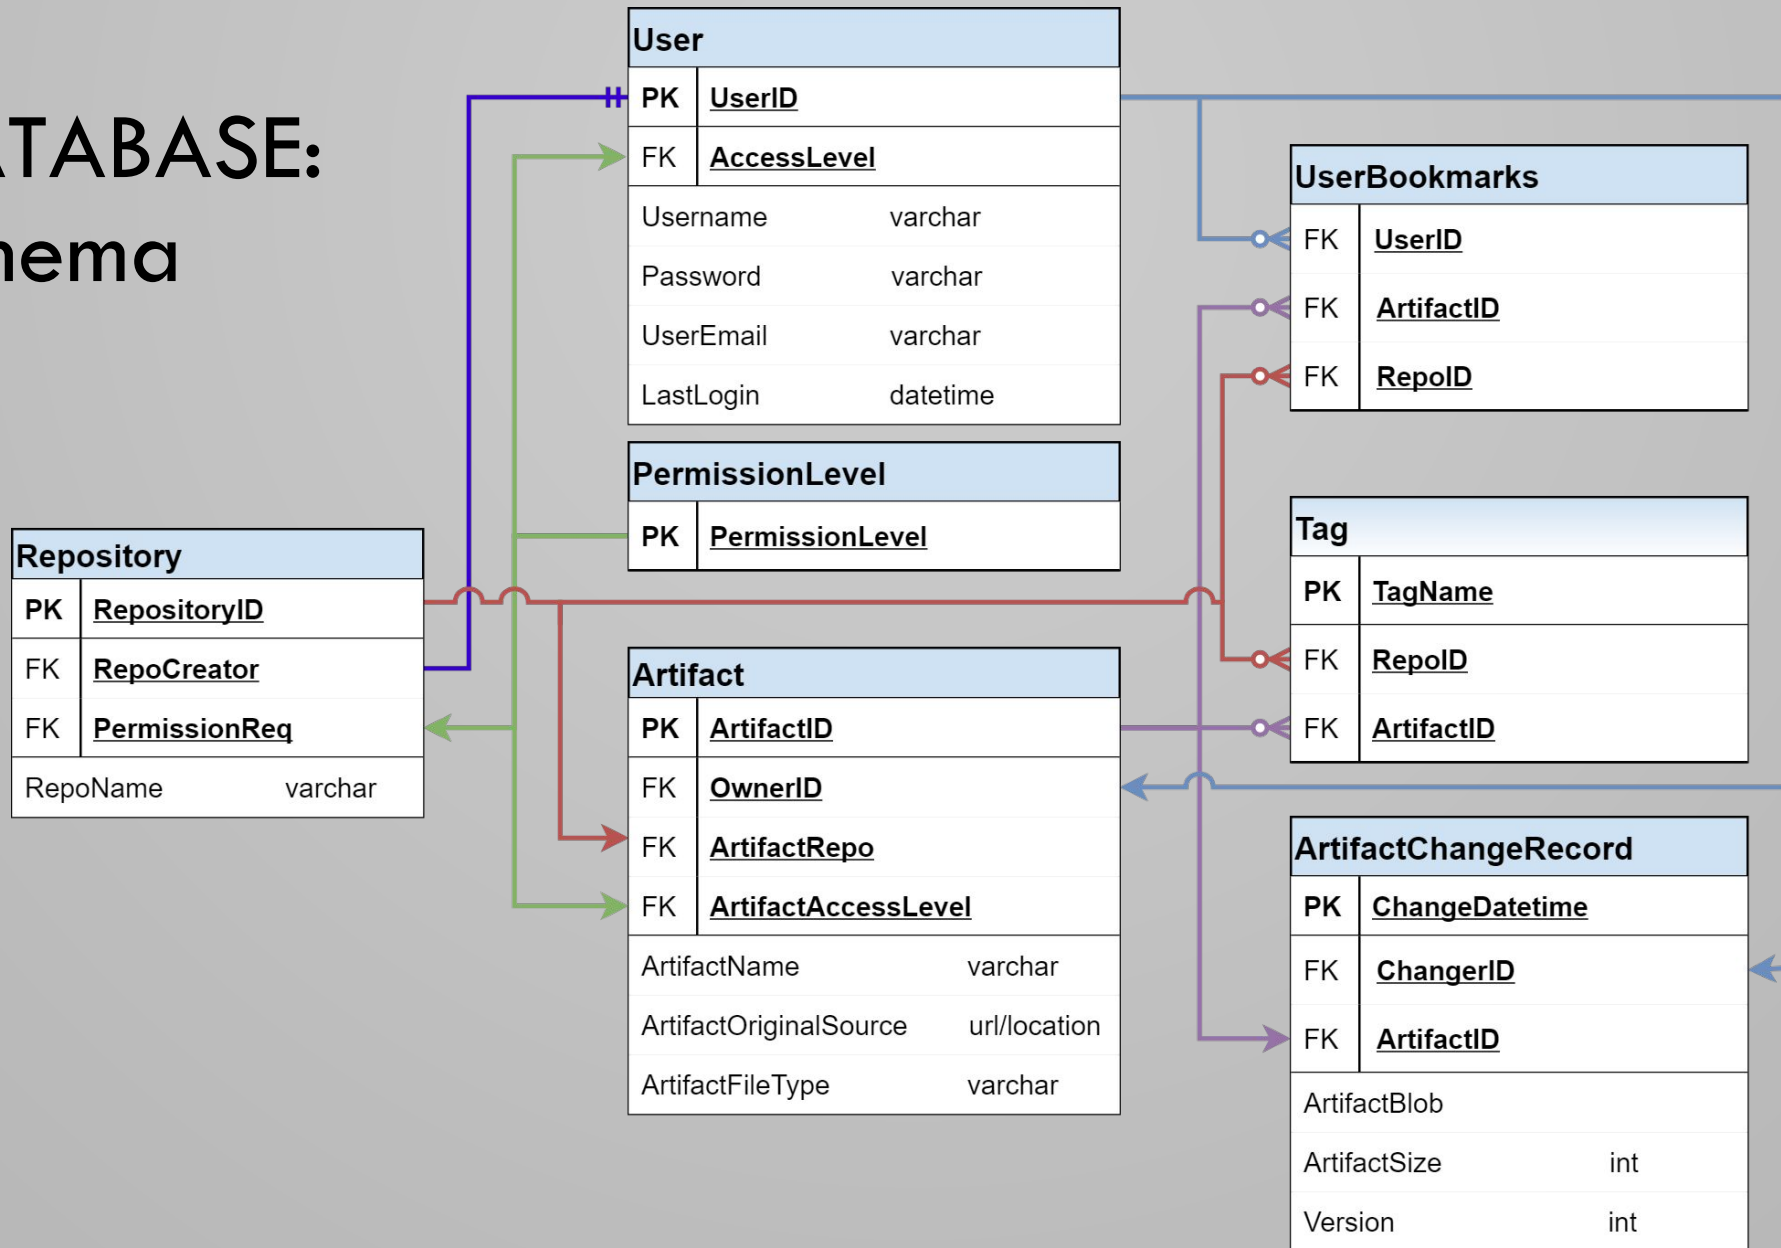 ATABASE:
hema
User
PK UserID
FK AccessLevel
Username varchar
Password varchar
UserEmail varchar
LastLogin datetime
PermissionLevel
PK PermissionLevel
Repository
PK RepositoryID
FK RepoCreator
FK PermissionReq
RepoName varchar
Artifact
PK ArtifactID
FK OwnerID
FK ArtifactRepo
FK ArtifactAccessLevel
ArtifactName varchar
ArtifactOriginalSource url/location
ArtifactFileType varchar
UserBookmarks
FK UserID
FK ArtifactID
FK RepoID
Tag
PK TagName
FK RepoID
FK ArtifactID
ArtifactChangeRecord
PK ChangeDatetime
FK ChangerID
FK ArtifactID
ArtifactBlob
ArtifactSize int
Version int